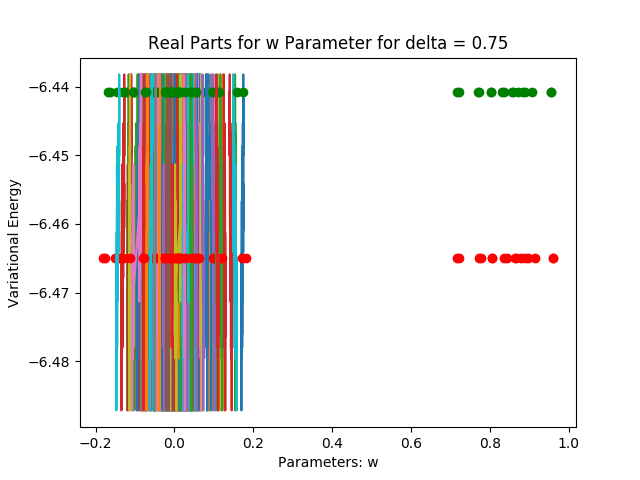 Real Parts for w Parameter for delta = 0.75
Variational Energy
−6.44
−6.45
−6.46
−6.47
−6.48
−0.2 0.0 0.2 0.4 0.6 0.8 1.0
Parameters: w